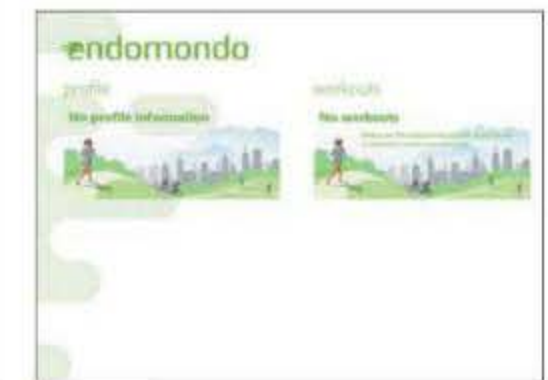 endomondo
profile
No profile information
workouts
No workouts